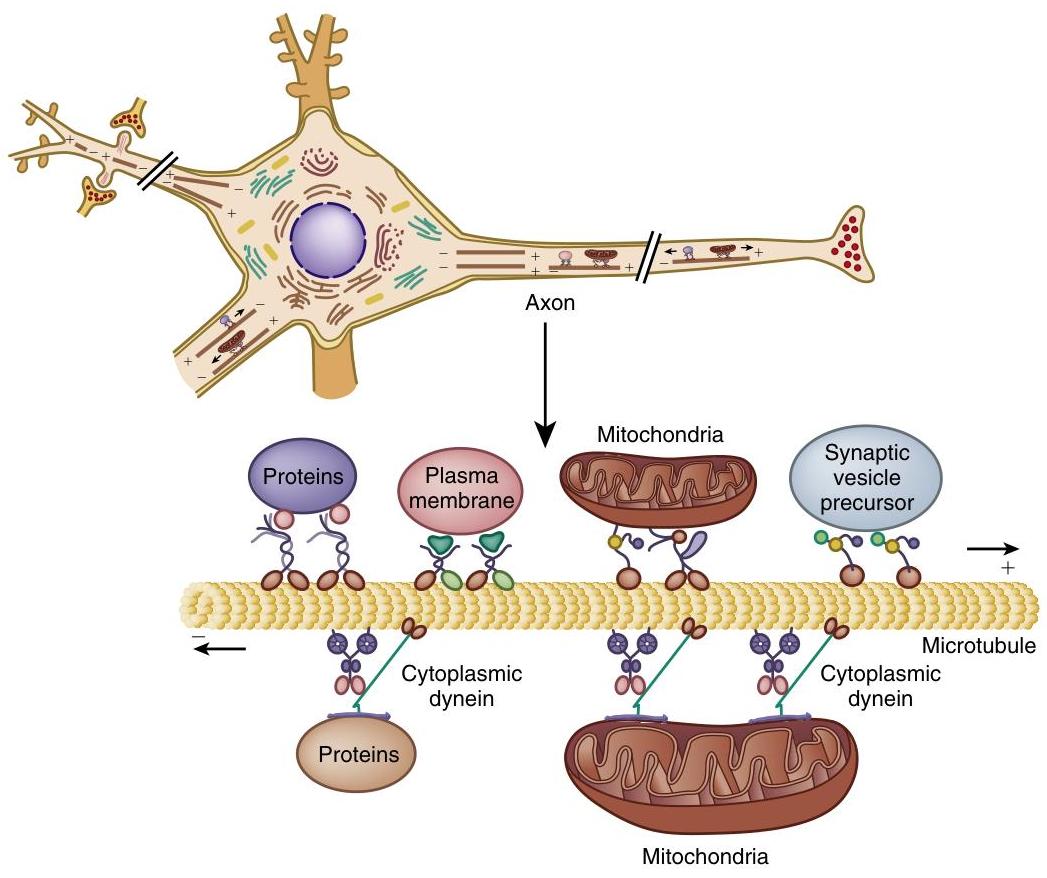 Axon
Mitochondria
Proteins
Plasma
membrane
Synaptic
vesicle
precursor
+
−
Microtubule
Cytoplasmic
dynein
Cytoplasmic
dynein
Proteins
Mitochondria